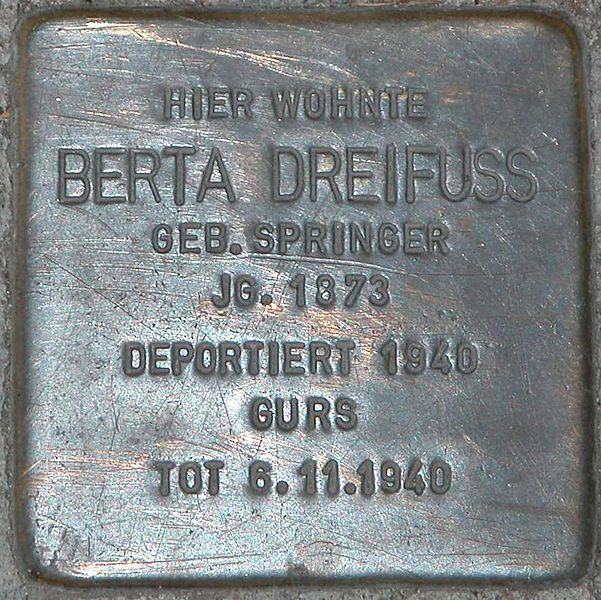 HIER WOHNTE
BERTA DREIFUSS
GEB. SPRINGER
JG. 1873
DEPORTIERT 1940
GURS
TOT 6.11.1940